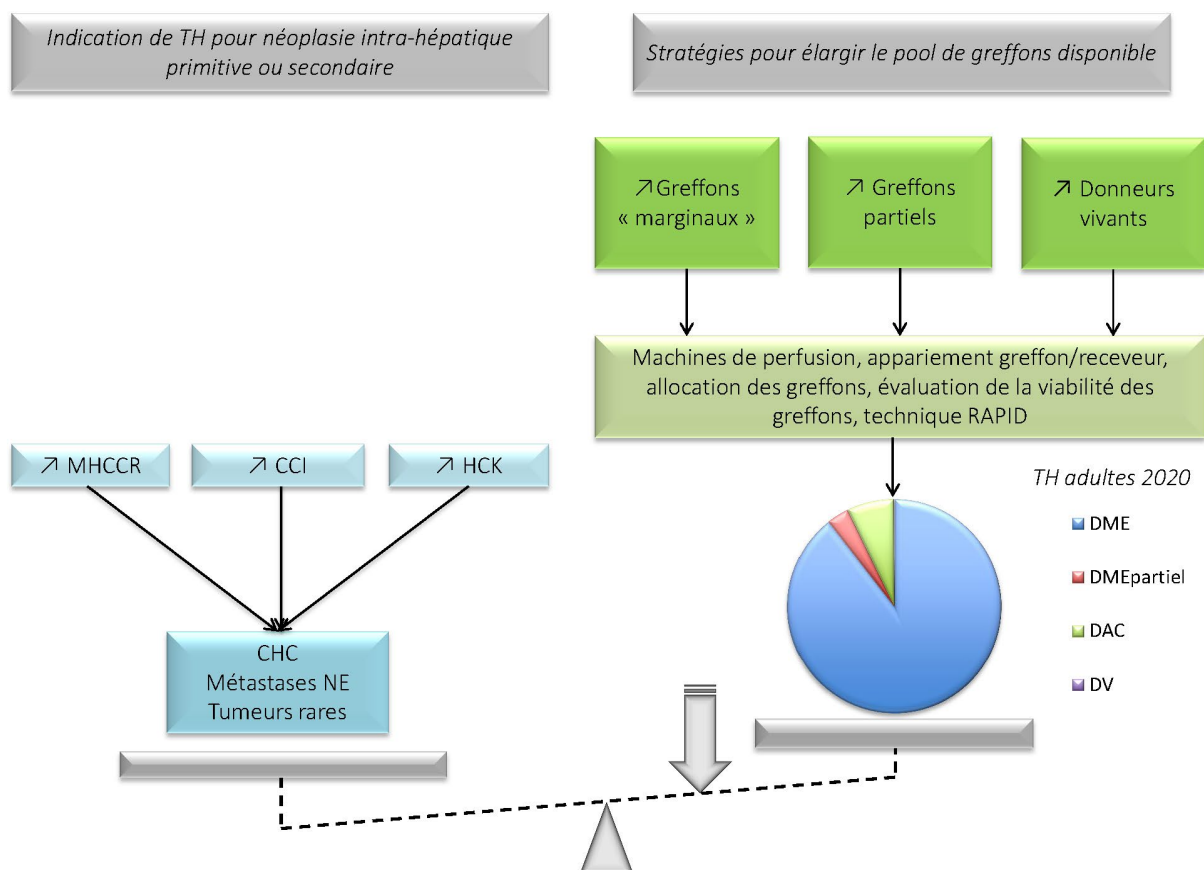 Indication de TH pour néoplasie intra-hépatique
primitive ou secondaire
Stratégies pour élargir le pool de greffons disponible
↗Greffons
« marginaux »
↗ Greffons
partiels
↗ Donneurs
vivants
Machines de perfusion, appariement greffon/receveur,
allocation des greffons, évaluation de la viabilité des
greffons, technique RAPID
↗ MHCCR
↗ CCI
↗ HCK
TH adultes 2020
DME
DMEpartiel
DAC
DV
CHC
Métastases NE
Tumeurs rares